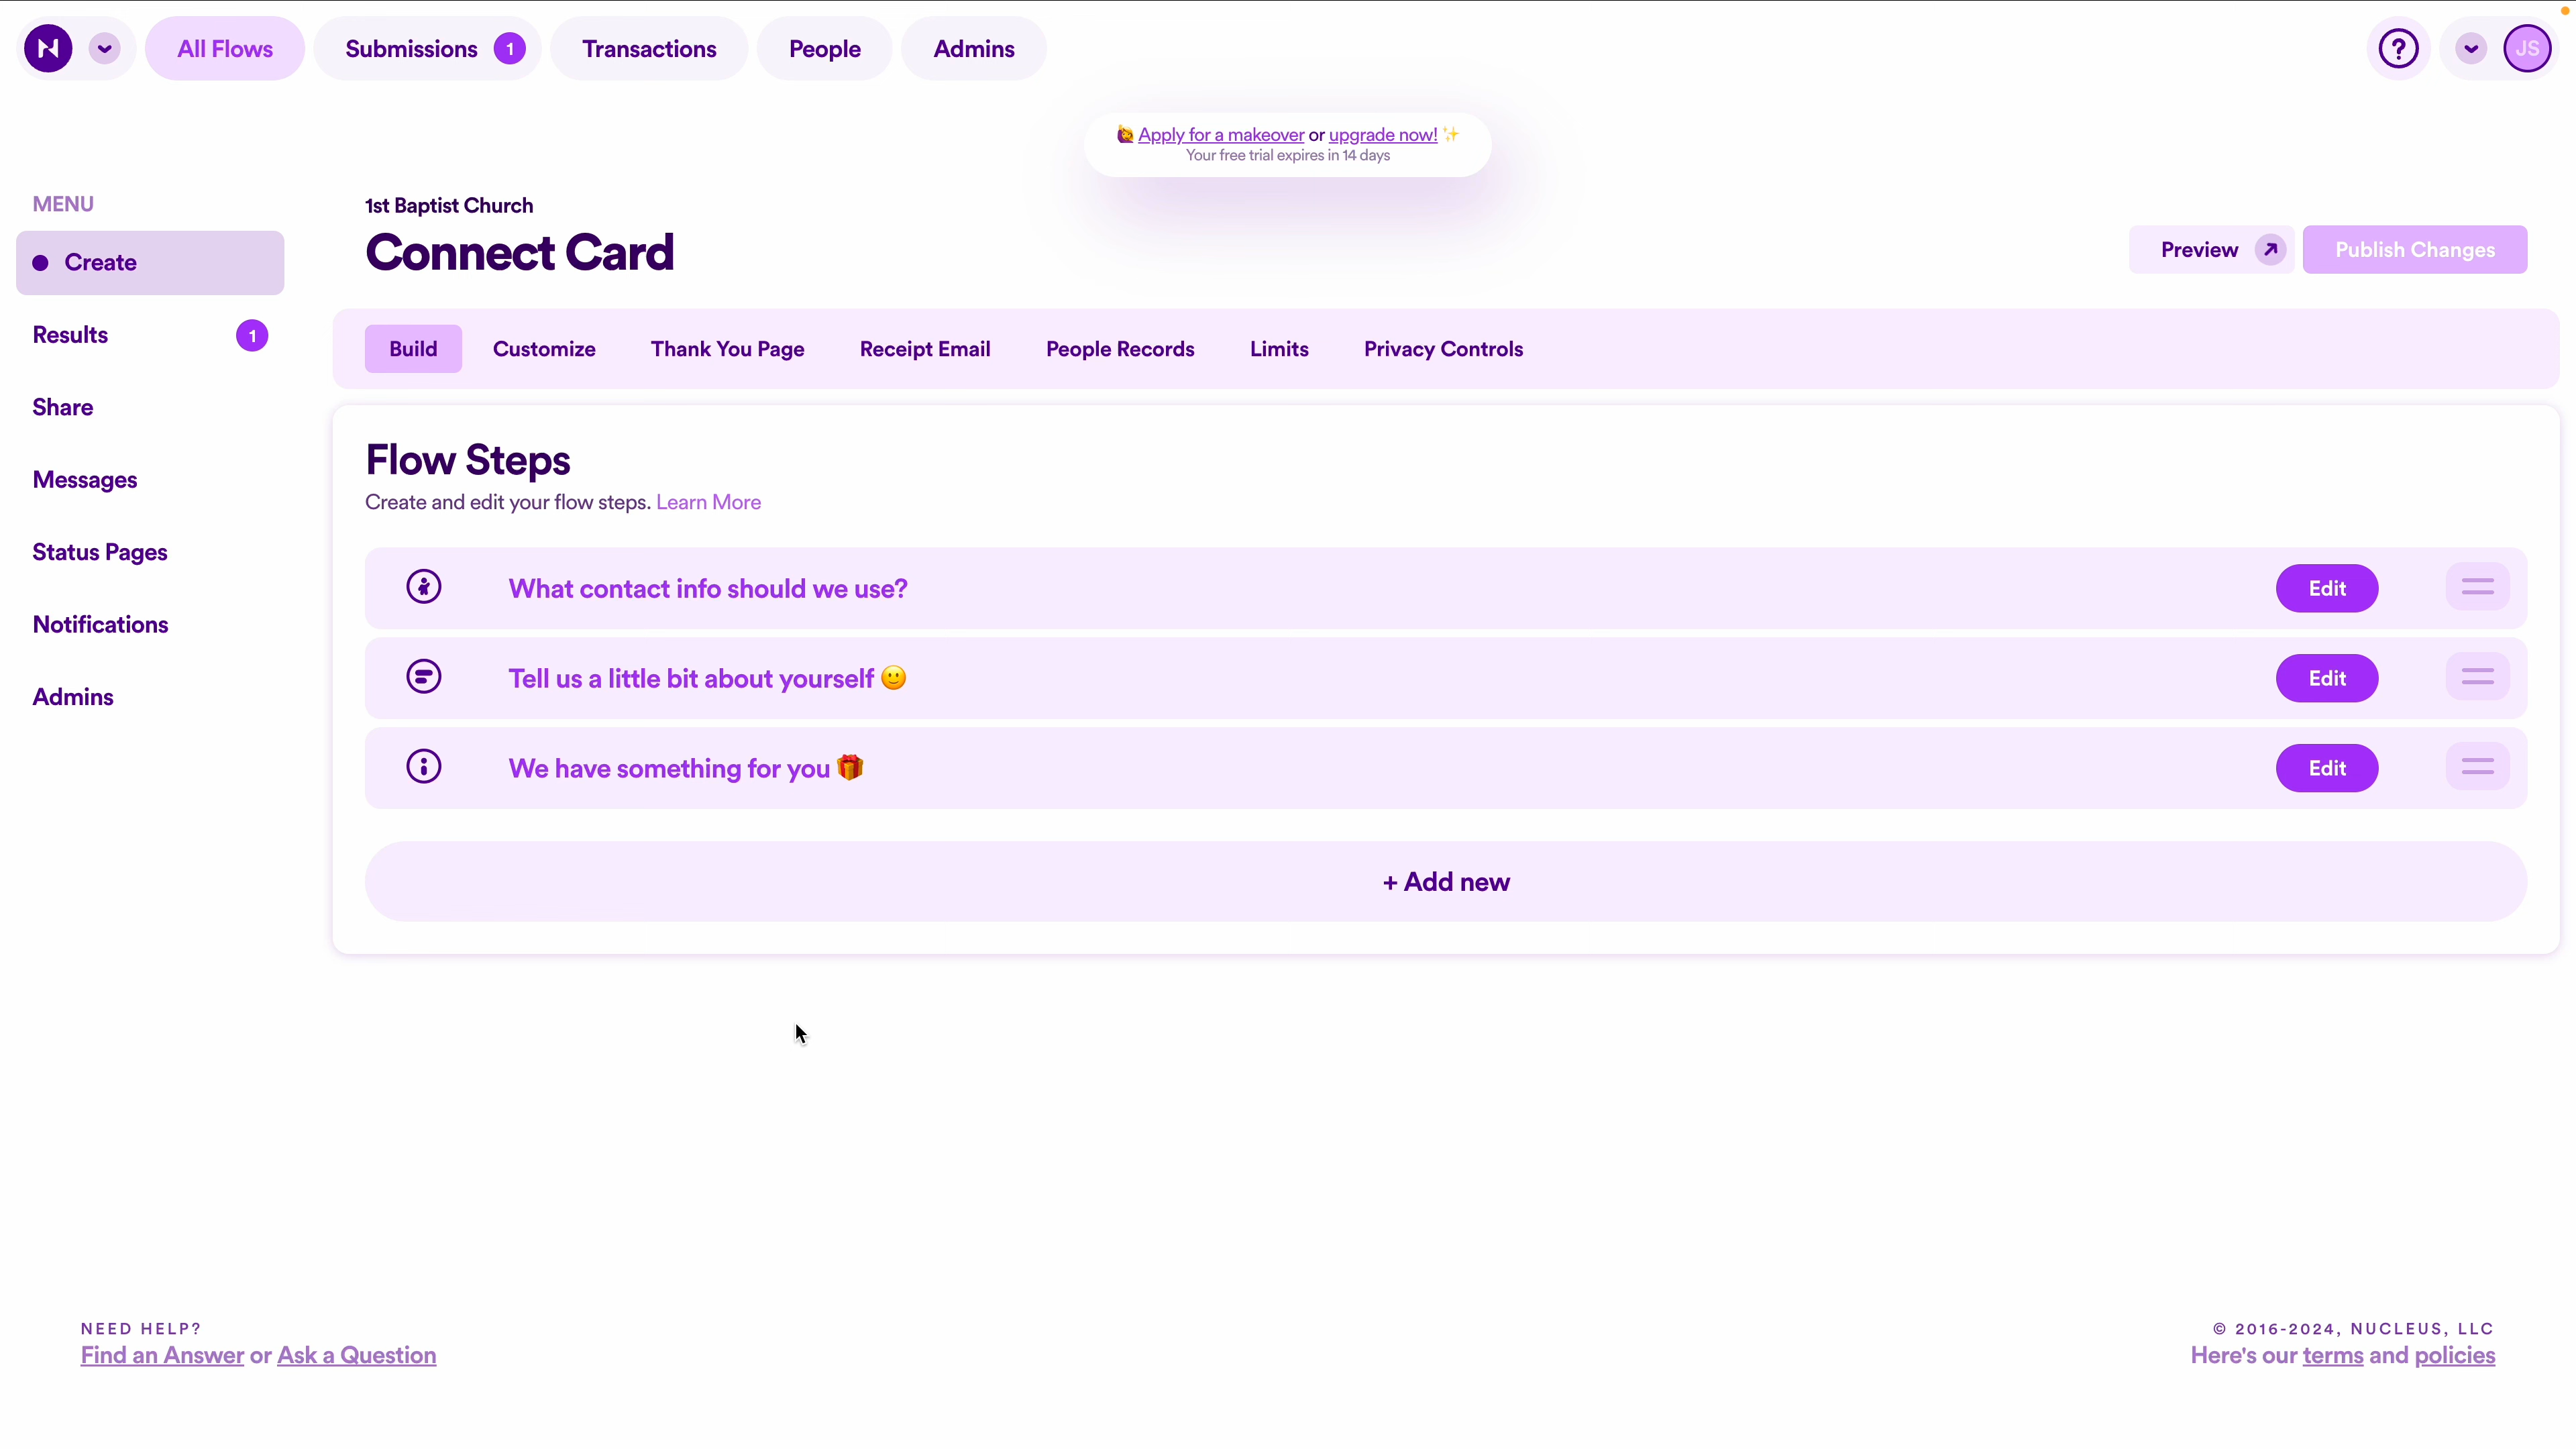 All Flows
Submissions 1
Transactions
People
Admins
?
JS
🙋 Apply for a makeover or upgrade now! ✨
Your free trial expires in 14 days
MENU
Create
Results 1
Share
Messages
Status Pages
Notifications
Admins
1st Baptist Church
Connect Card
Preview
Publish Changes
Build
Customize
Thank You Page
Receipt Email
People Records
Limits
Privacy Controls
Flow Steps
Create and edit your flow steps. Learn More
What contact info should we use?
Edit
Tell us a little bit about yourself 🙂
Edit
We have something for you 🎁
Edit
+ Add new
NEED HELP?
Find an Answer or Ask a Question
© 2016-2024, NUCLEUS, LLC
Here's our terms and policies